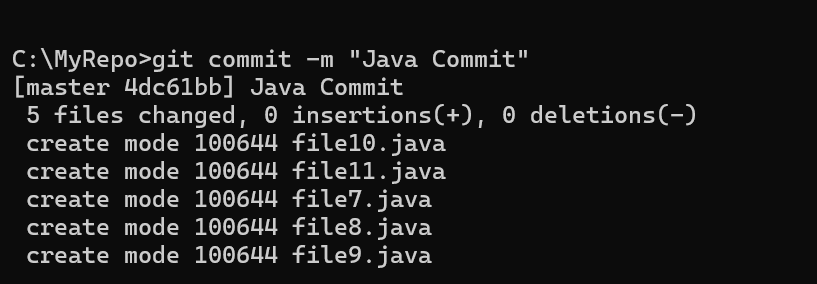 C:\MyRepo>git commit -m "Java Commit"
[master 4dc61bb] Java Commit
 5 files changed, 0 insertions(+), 0 deletions(-)
 create mode 100644 file10.java
 create mode 100644 file11.java
 create mode 100644 file7.java
 create mode 100644 file8.java
 create mode 100644 file9.java